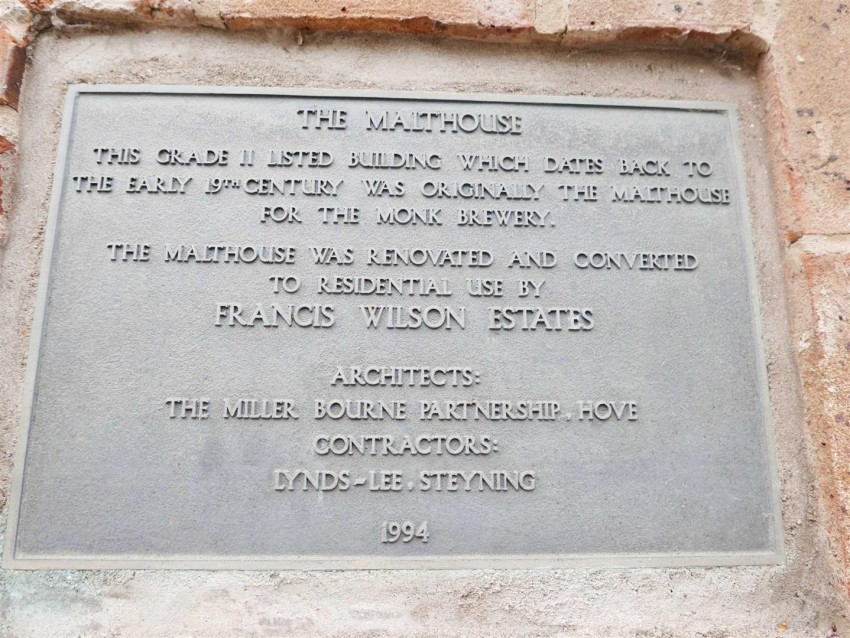 THE MALTHOUSE
THIS GRADE II LISTED BUILDING WHICH DATES BACK TO
THE EARLY 19TH CENTURY WAS ORIGINALLY THE MALTHOUSE
FOR THE MONK BREWERY.
THE MALTHOUSE WAS RENOVATED AND CONVERTED
TO RESIDENTIAL USE BY
FRANCIS WILSON ESTATES
ARCHITECTS:
THE MILLER BOURNE PARTNERSHIP, HOVE
CONTRACTORS:
LYNDS-LEE, STEYNING
1994